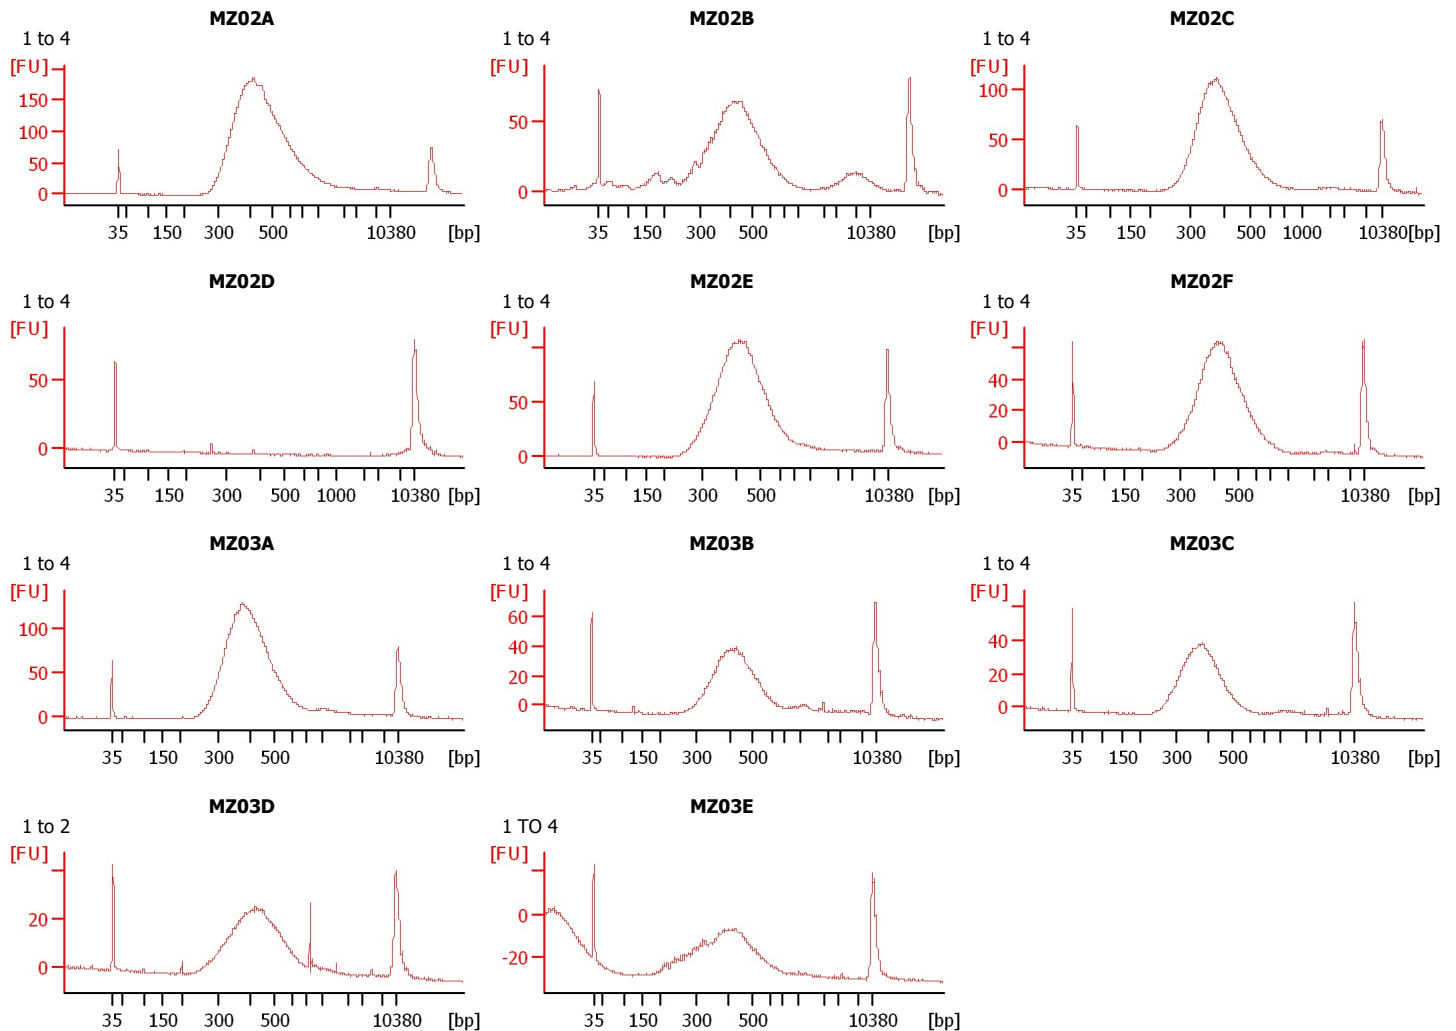 MZ02A
1 to 4
[FU]
150
100
50
0
35 150 300 500 10380 [bp]
MZ02B
1 to 4
[FU]
50
0
35 150 300 500 10380 [bp]
MZ02C
1 to 4
[FU]
100
50
0
35 150 300 500 1000 10380[bp]
MZ02D
1 to 4
[FU]
50
0
35 150 300 500 1000 10380 [bp]
MZ02E
1 to 4
[FU]
50
0
35 150 300 500 10380 [bp]
MZ02F
1 to 4
[FU]
40
20
0
35 150 300 500 10380 [bp]
MZ03A
1 to 4
[FU]
100
50
0
35 150 300 500 10380 [bp]
MZ03B
1 to 4
[FU]
60
40
20
0
35 150 300 500 10380 [bp]
MZ03C
1 to 4
[FU]
40
20
0
35 150 300 500 10380 [bp]
MZ03D
1 to 2
[FU]
20
0
35 150 300 500 10380 [bp]
MZ03E
1 TO 4
[FU]
0
-20
35 150 300 500 10380 [bp]